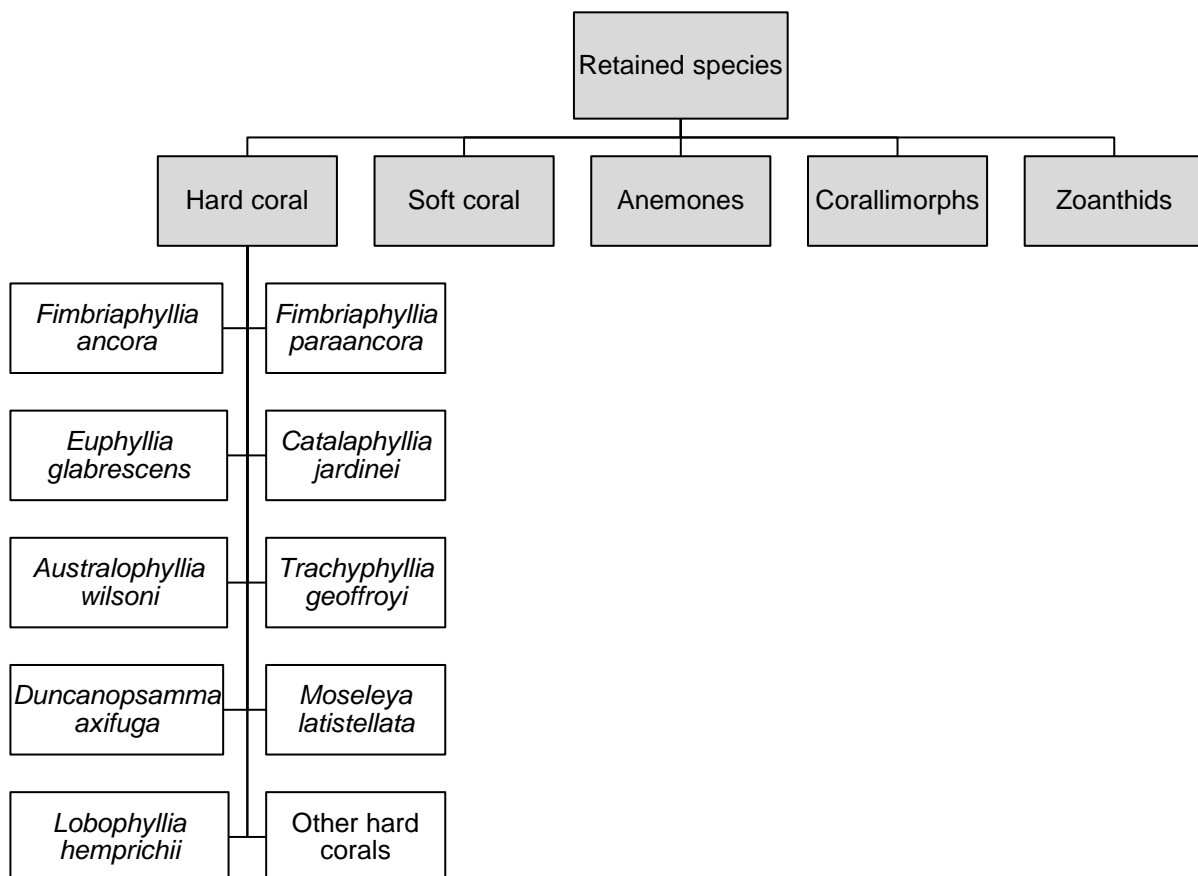 Retained species
Hard coral
Soft coral
Anemones
Corallimorphs
Zoanthids
Fimbriaphyllia
ancora
Fimbriaphyllia
paraancora
Euphyllia
glabrescens
Catalaphyllia
jardinei
Australophyllia
wilsoni
Trachyphyllia
geoffroyi
Duncanopsamma
axifuga
Moseleya
latistellata
Lobophyllia
hemprichii
Other hard
corals